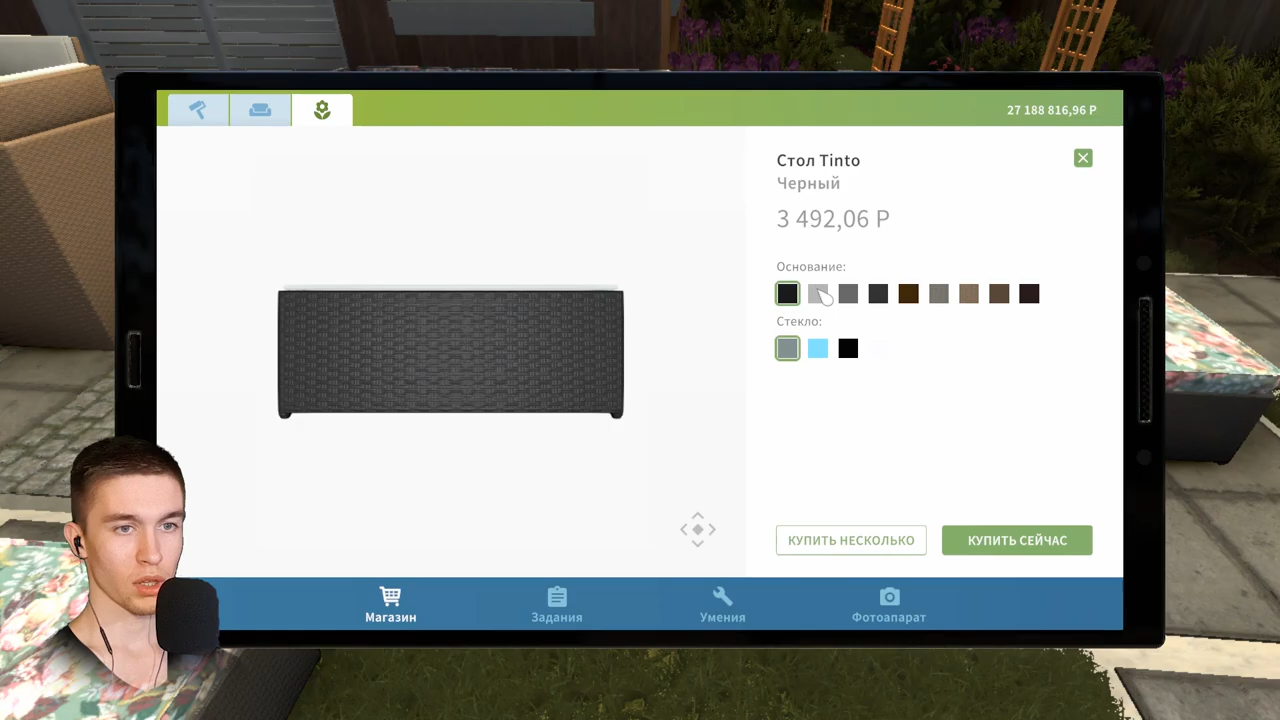 27 188 816,96 Р
Стол Tinto
Черный
3 492,06 Р
Основание:
Стекло:
КУПИТЬ НЕСКОЛЬКО
КУПИТЬ СЕЙЧАС
Магазин
Задания
Умения
Фотоаппарат